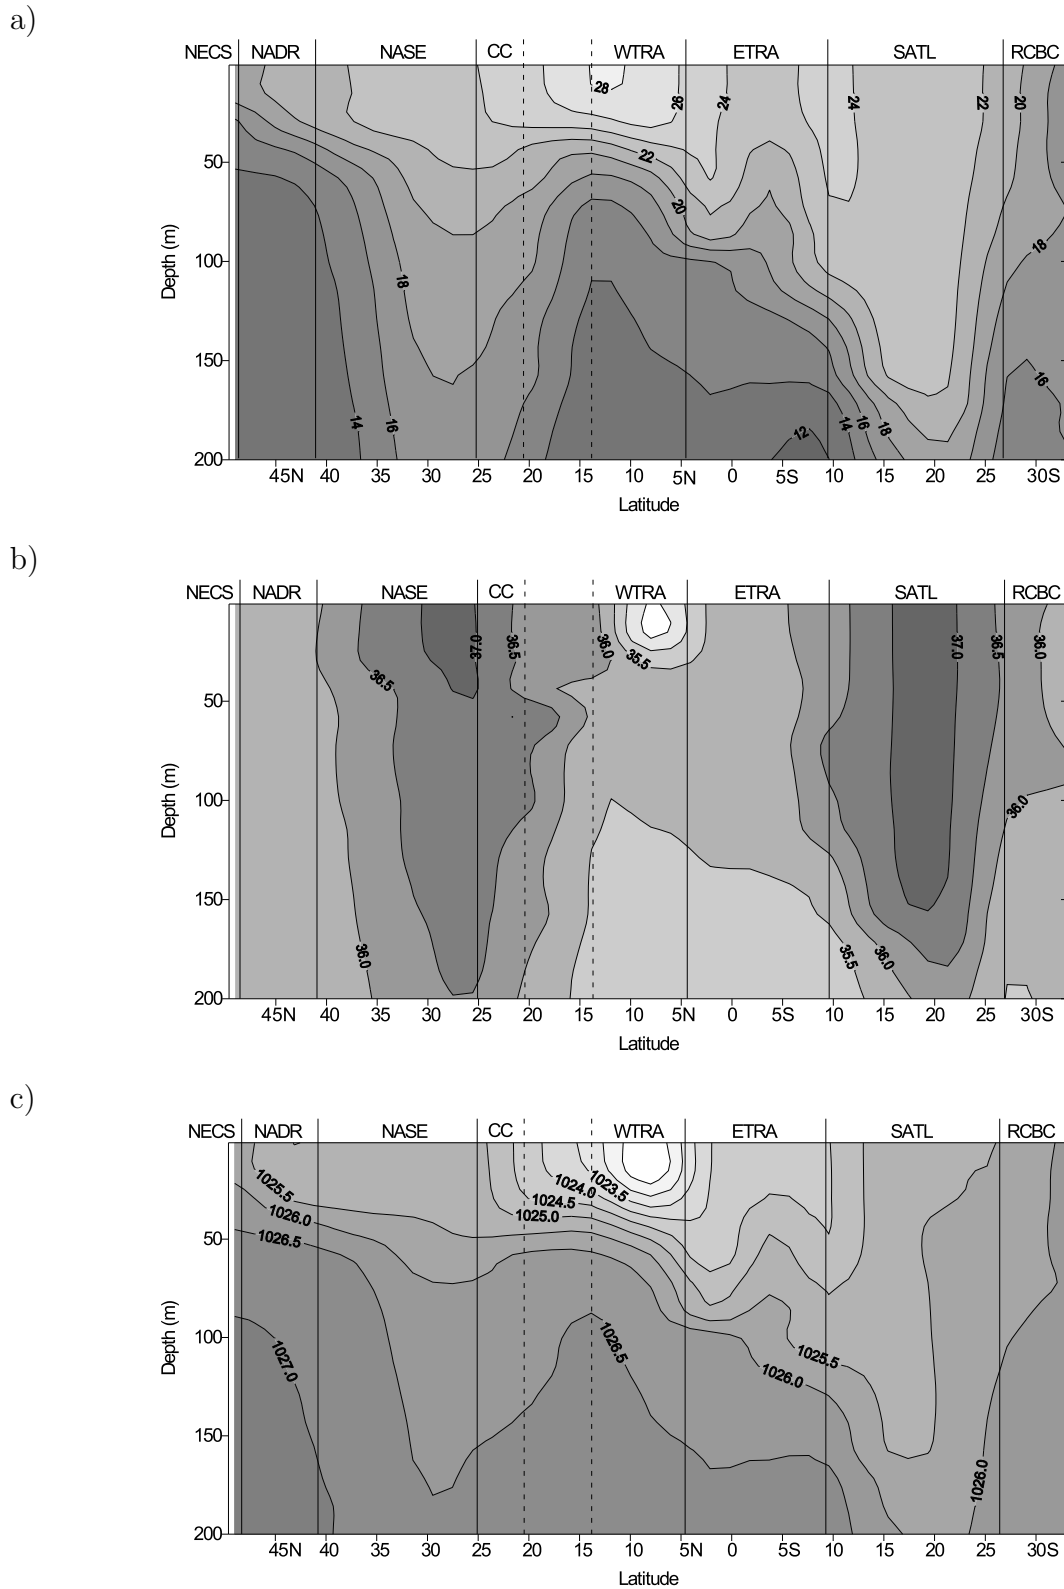 a)
NECS NADR NASE CC WTRA ETRA SATL RCBC
28 26 24 24 22 20
22
20
18
18
16
14 16 14 16 18 12
Depth (m)
50
100
150
200
45N 40 35 30 25 20 15 10 5N 0 5S 10 15 20 25 30S
Latitude
b)
NECS NADR NASE CC WTRA ETRA SATL RCBC
37.0 36.5 36.0 35.5 37.0 36.5 36.0
36.5
36.0
36.0 35.5 36.0
Depth (m)
50
100
150
200
45N 40 35 30 25 20 15 10 5N 0 5S 10 15 20 25 30S
Latitude
c)
NECS NADR NASE CC WTRA ETRA SATL RCBC
1025.5 1024.0 1023.5
1026.0 1024.5
1026.5 1025.0
1027.0 1026.5 1025.5
1026.0
1026.0
Depth (m)
50
100
150
200
45N 40 35 30 25 20 15 10 5N 0 5S 10 15 20 25 30S
Latitude